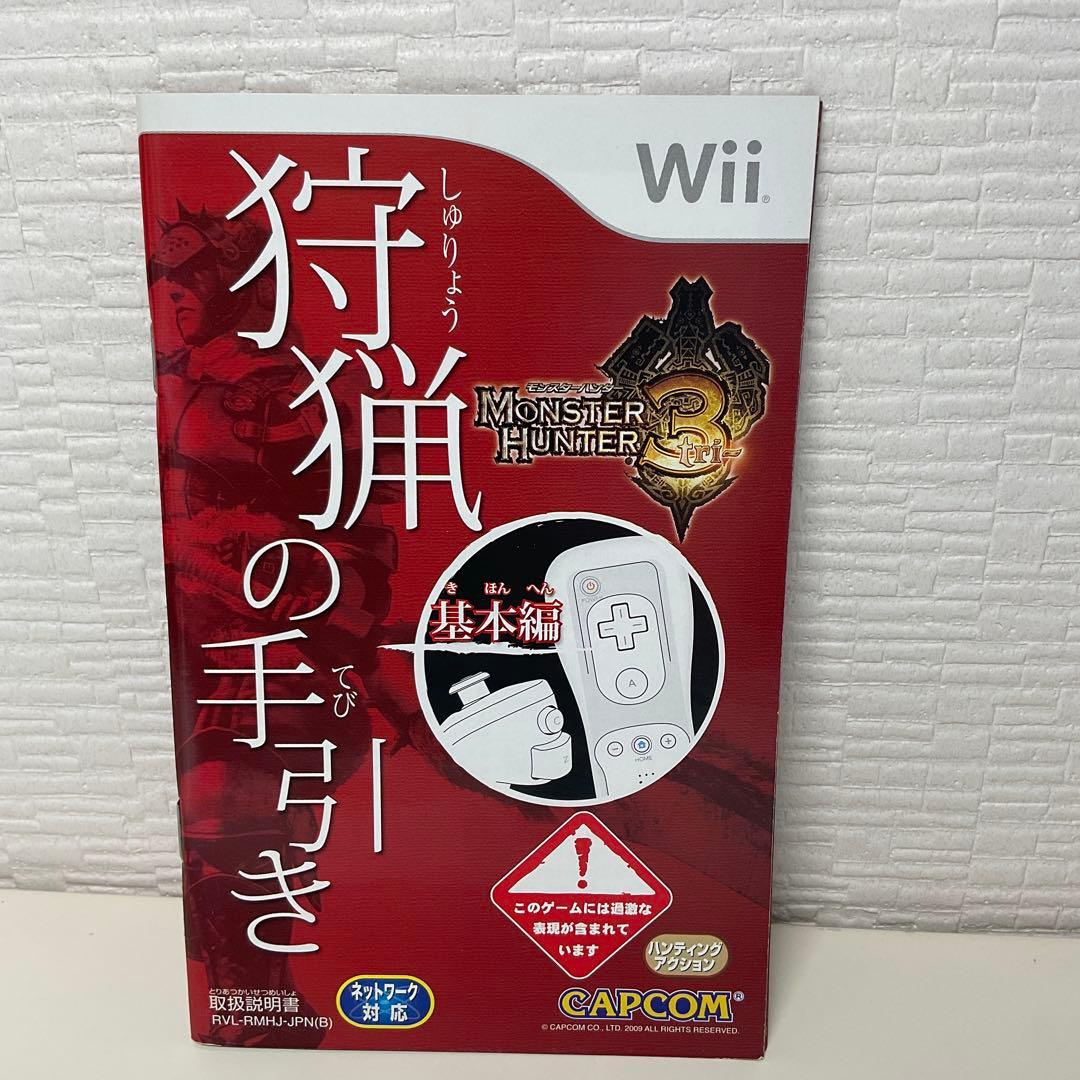 Wii®
狩猟の手引き
しゅりょう
てび
モンスターハンター
MONSTER
HUNTER
3
tri~
き ほん へん
基本編
POWER
A
C
Z
− +
HOME
!
このゲームには過激な
表現が含まれて
います
ハンティング
アクション
とりあつかいせつめいしょ
取扱説明書
RVL-RMHJ-JPN(B)
ネットワーク
対応
CAPCOM®
© CAPCOM CO., LTD. 2009 ALL RIGHTS RESERVED.